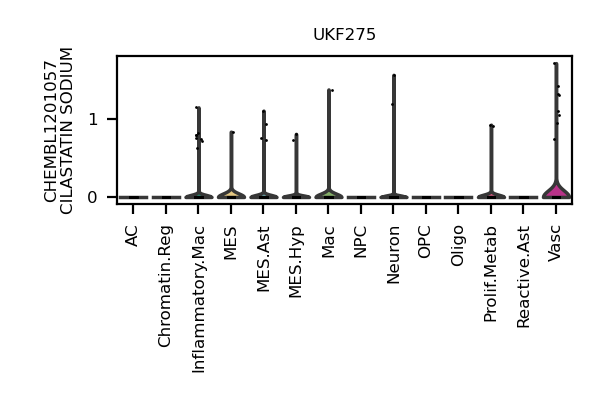 UKF275
CHEMBL1201057
CILASTATIN SODIUM
1
0
AC
Chromatin.Reg
Inflammatory.Mac
MES
MES.Ast
MES.Hyp
Mac
NPC
Neuron
OPC
Oligo
Prolif.Metab
Reactive.Ast
Vasc